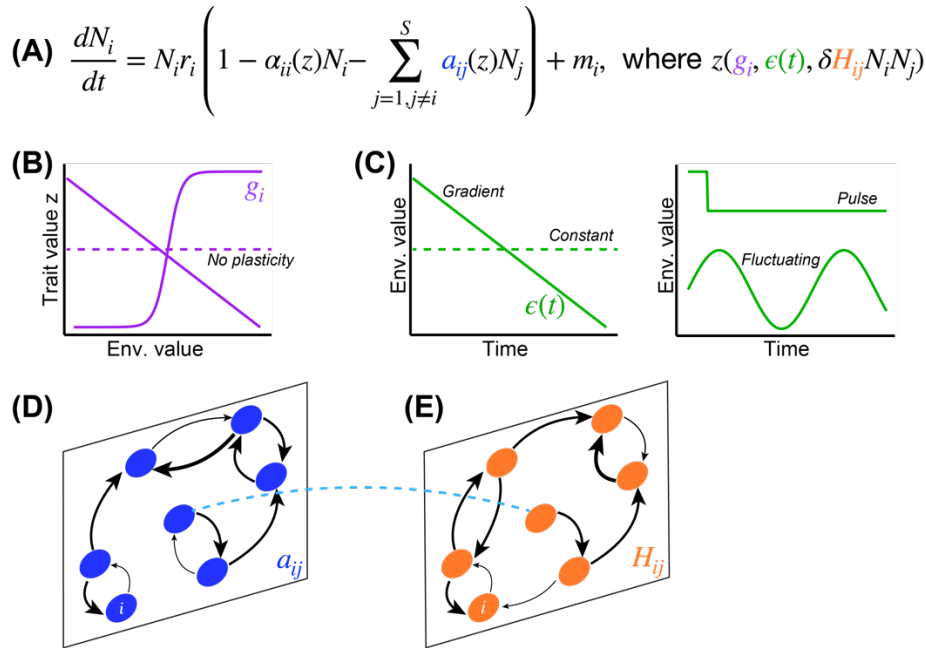 (A) dN_i/dt = N_i r_i ( 1 − α_ii(z)N_i − ∑_{j=1,j≠i}^{S} a_ij(z)N_j ) + m_i, where z(g_i, ϵ(t), δH_ij N_i N_j)
(B)
Trait value z
g_i
No plasticity
Env. value
(C)
Env. value
Gradient
Constant
ϵ(t)
Time
Env. value
Pulse
Fluctuating
Time
(D)
i
a_ij
(E)
i
H_ij